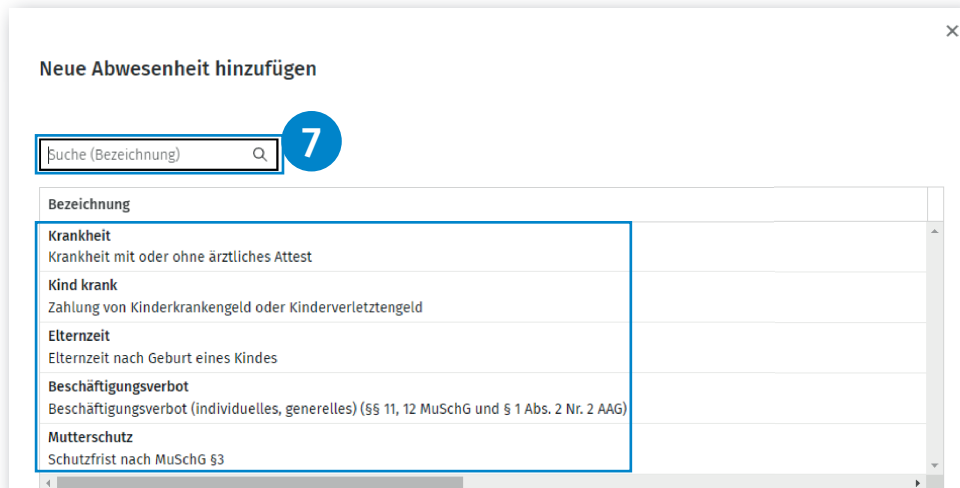 Neue Abwesenheit hinzufügen
Suche (Bezeichnung)
7
Bezeichnung
Krankheit
Krankheit mit oder ohne ärztliches Attest
Kind krank
Zahlung von Kinderkrankengeld oder Kinderverletztengeld
Elternzeit
Elternzeit nach Geburt eines Kindes
Beschäftigungsverbot
Beschäftigungsverbot (individuelles, generelles) (§§ 11, 12 MuSchG und § 1 Abs. 2 Nr. 2 AAG)
Mutterschutz
Schutzfrist nach MuSchG §3